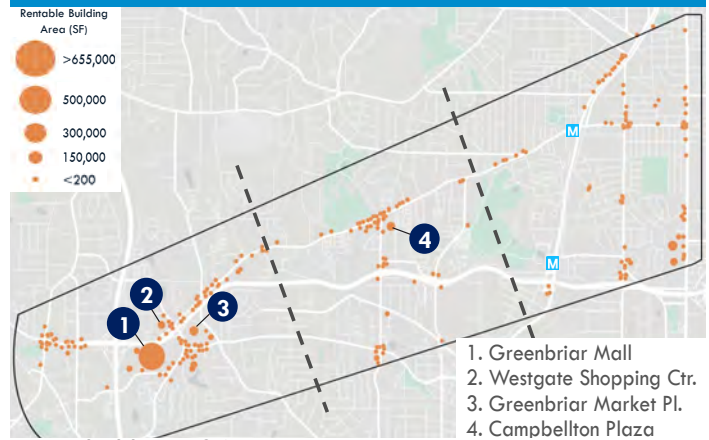 Rentable Building
Area (SF)
>655,000
500,000
300,000
150,000
<200
M
M
1
2
3
4
1. Greenbriar Mall
2. Westgate Shopping Ctr.
3. Greenbriar Market Pl.
4. Campbellton Plaza